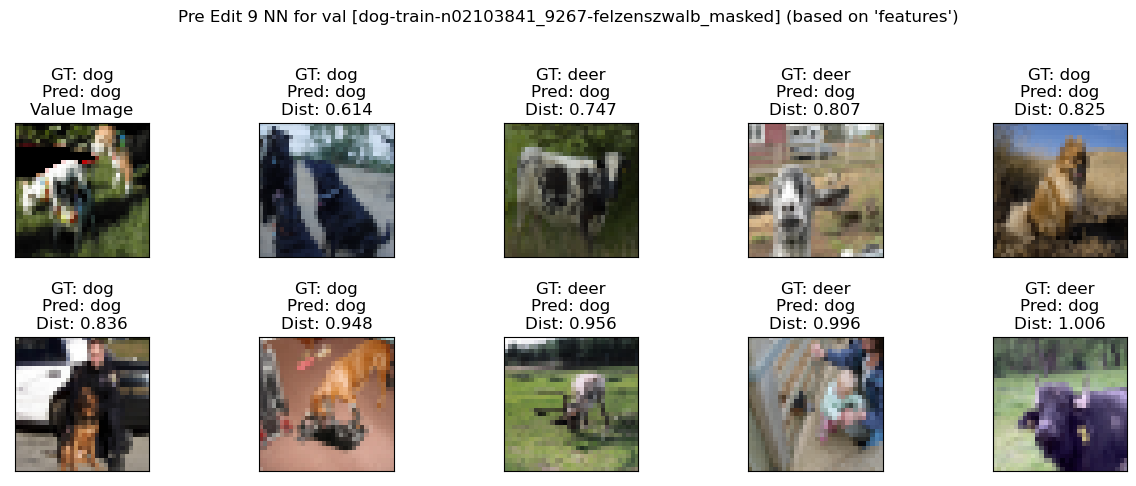 Pre Edit 9 NN for val [dog-train-n02103841_9267-felzenszwalb_masked] (based on 'features')
GT: dog
Pred: dog
Value Image
GT: dog
Pred: dog
Dist: 0.614
GT: deer
Pred: dog
Dist: 0.747
GT: deer
Pred: dog
Dist: 0.807
GT: dog
Pred: dog
Dist: 0.825
GT: dog
Pred: dog
Dist: 0.836
GT: dog
Pred: dog
Dist: 0.948
GT: deer
Pred: dog
Dist: 0.956
GT: deer
Pred: dog
Dist: 0.996
GT: deer
Pred: dog
Dist: 1.006